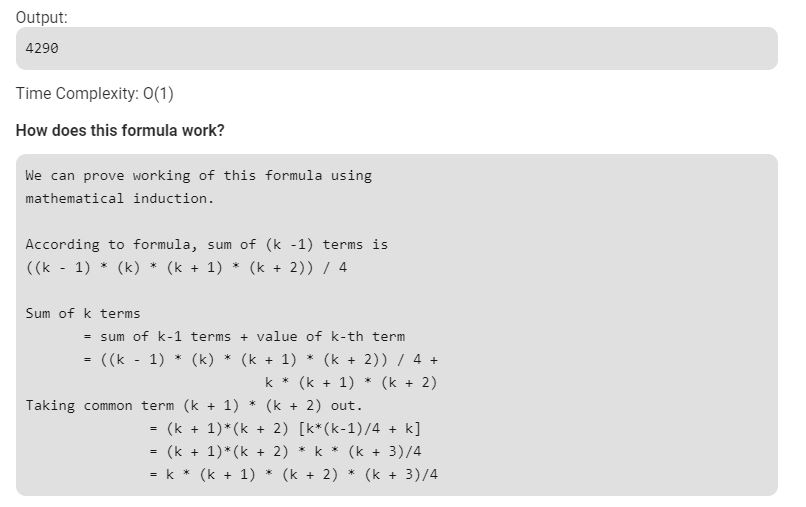 Output:
4290
Time Complexity: O(1)
How does this formula work?
We can prove working of this formula using
mathematical induction.
According to formula, sum of (k -1) terms is
((k - 1) * (k) * (k + 1) * (k + 2)) / 4
Sum of k terms
= sum of k-1 terms + value of k-th term
= ((k - 1) * (k) * (k + 1) * (k + 2)) / 4 +
k * (k + 1) * (k + 2)
Taking common term (k + 1) * (k + 2) out.
= (k + 1)*(k + 2) [k*(k-1)/4 + k]
= (k + 1)*(k + 2) * k * (k + 3)/4
= k * (k + 1) * (k + 2) * (k + 3)/4